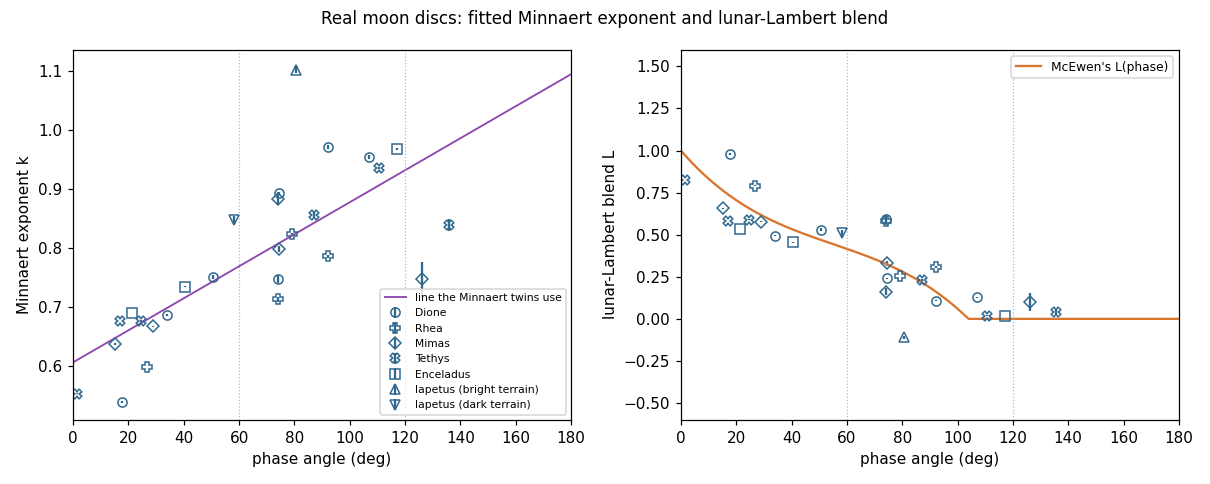 Real moon discs: fitted Minnaert exponent and lunar-Lambert blend
Minnaert exponent k
1.1
1.0
0.9
0.8
0.7
0.6
0 20 40 60 80 100 120 140 160 180
phase angle (deg)
line the Minnaert twins use
Dione
Rhea
Mimas
Tethys
Enceladus
Iapetus (bright terrain)
Iapetus (dark terrain)
lunar-Lambert blend L
1.50
1.25
1.00
0.75
0.50
0.25
0.00
−0.25
−0.50
0 20 40 60 80 100 120 140 160 180
phase angle (deg)
McEwen's L(phase)